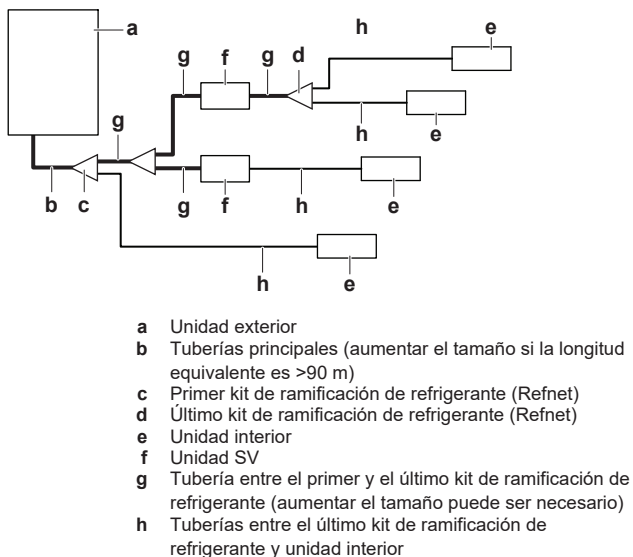 a
h
e
g
f
g
d
h
e
g
b
c
g
f
h
e
h
e
a Unidad exterior
b Tuberías principales (aumentar el tamaño si la longitud
equivalente es >90 m)
c Primer kit de ramificación de refrigerante (Refnet)
d Último kit de ramificación de refrigerante (Refnet)
e Unidad interior
f Unidad SV
g Tubería entre el primer y el último kit de ramificación de
refrigerante (aumentar el tamaño puede ser necesario)
h Tuberías entre el último kit de ramificación de
refrigerante y unidad interior